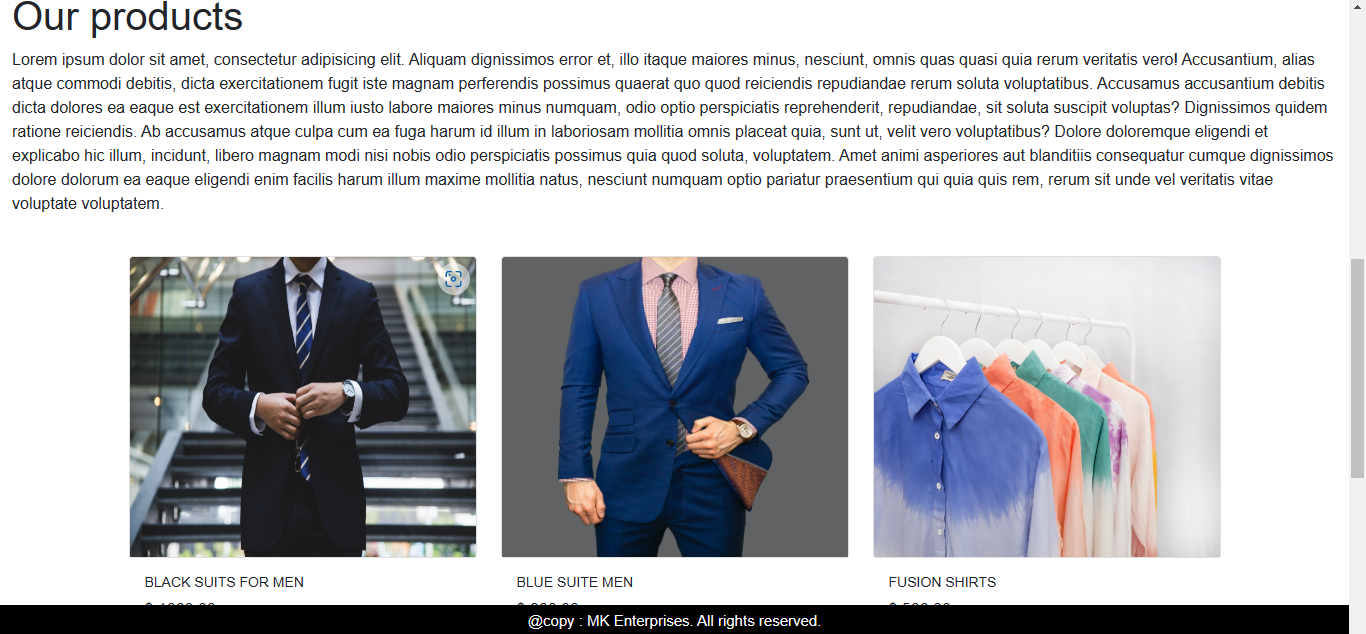 Our products
Lorem ipsum dolor sit amet, consectetur adipisicing elit. Aliquam dignissimos error et, illo itaque maiores minus, nesciunt, omnis quas quasi quia rerum veritatis vero! Accusantium, alias
atque commodi debitis, dicta exercitationem fugit iste magnam perferendis possimus quaerat quo quod reiciendis repudiandae rerum soluta voluptatibus. Accusamus accusantium debitis
dicta dolores ea eaque est exercitationem illum iusto labore maiores minus numquam, odio optio perspiciatis reprehenderit, repudiandae, sit soluta suscipit voluptas? Dignissimos quidem
ratione reiciendis. Ab accusamus atque culpa cum ea fuga harum id illum in laboriosam mollitia omnis placeat quia, sunt ut, velit vero voluptatibus? Dolore doloremque eligendi et
explicabo hic illum, incidunt, libero magnam modi nisi nobis odio perspiciatis possimus quia quod soluta, voluptatem. Amet animi asperiores aut blanditiis consequatur cumque dignissimos
dolore dolorum ea eaque eligendi enim facilis harum illum maxime mollitia natus, nesciunt numquam optio pariatur praesentium qui quia quis rem, rerum sit unde vel veritatis vitae
voluptate voluptatem.
BLACK SUITS FOR MEN
BLUE SUITE MEN
FUSION SHIRTS
@copy : MK Enterprises. All rights reserved.